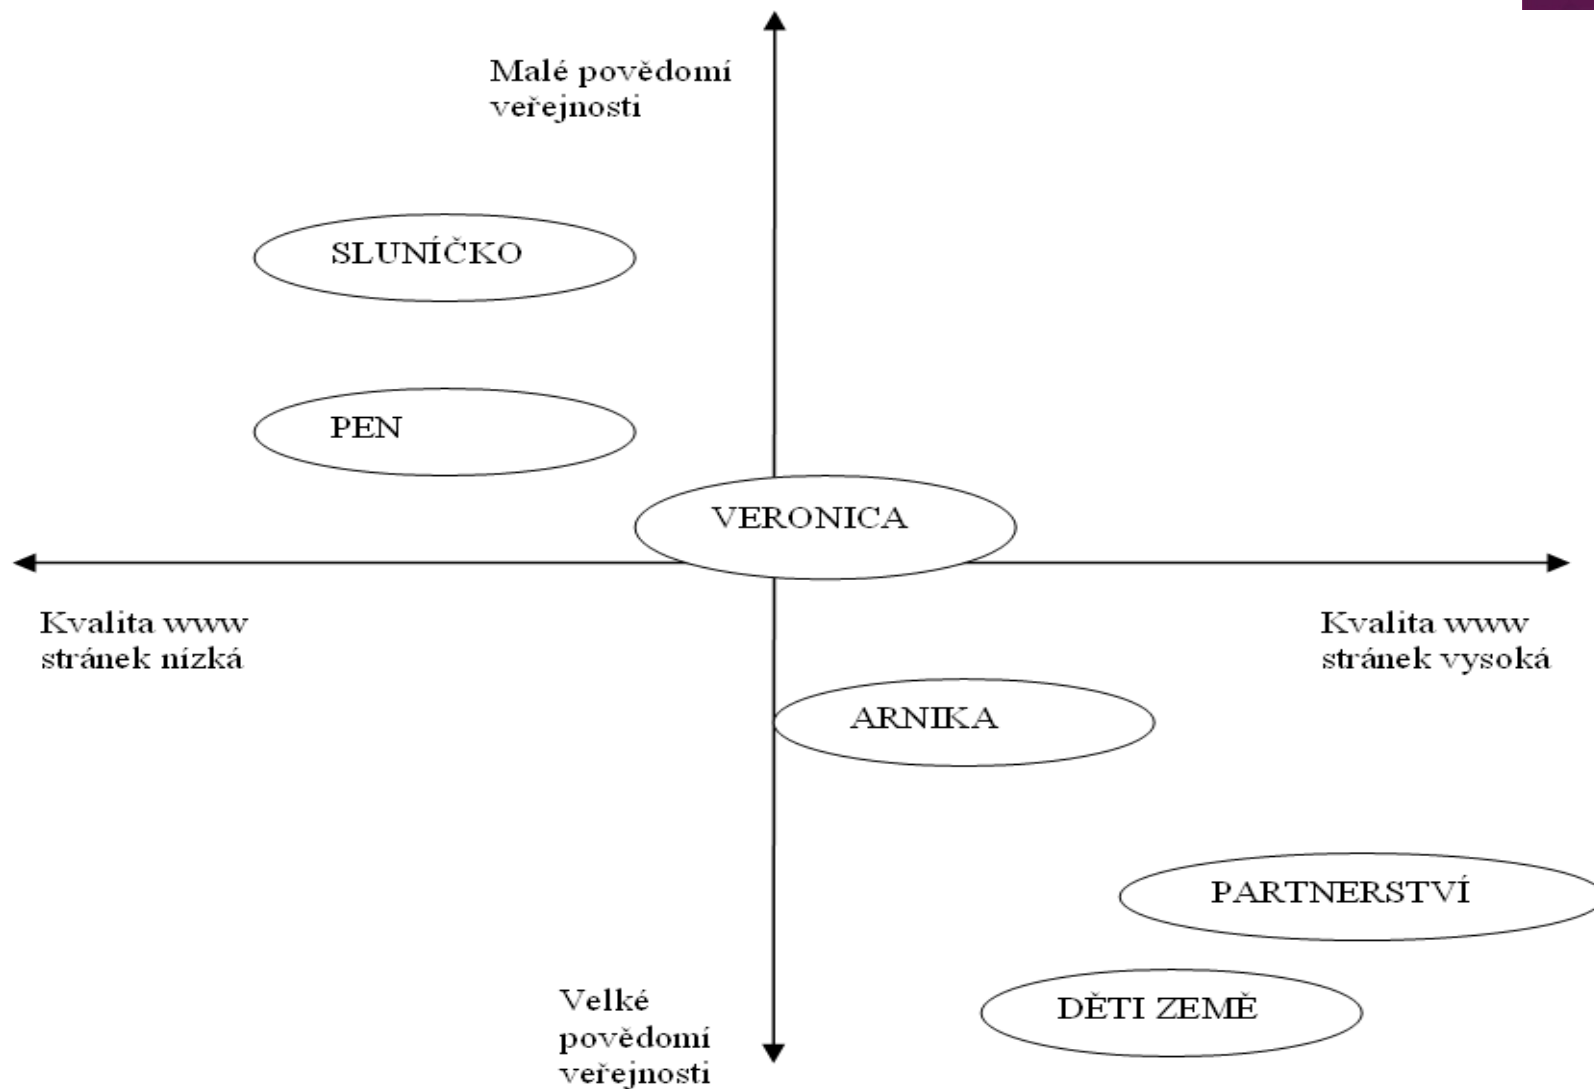 Malé povědomí
veřejnosti
SLUNÍČKO
PEN
VERONICA
Kvalita www
stránek nízká
Kvalita www
stránek vysoká
ARNIKA
PARTNERSTVÍ
DĚTI ZEMĚ
Velké
povědomí
veřejnosti